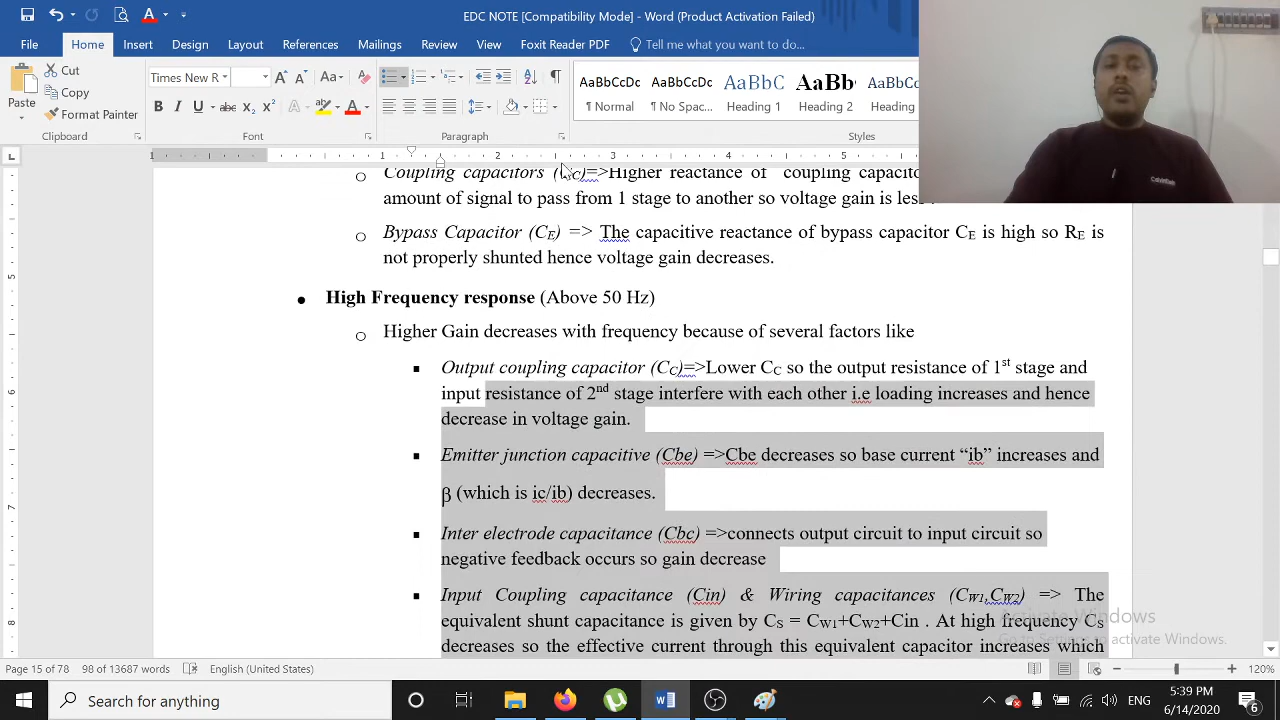 EDC NOTE [Compatibility Mode] - Word (Product Activation Failed)
File Home Insert Design Layout References Mailings Review View Foxit Reader PDF Tell me what you want to do...
Paste Cut Copy Format Painter
Times New R
AaBbCcDc AaBbCcDc AaBbC AaBb AaBbC
¶ Normal ¶ No Spac... Heading 1 Heading 2 Heading
Clipboard Font Paragraph Styles
Coupling capacitors (CC)=>Higher reactance of coupling capacito
amount of signal to pass from 1 stage to another so voltage gain is less .
Bypass Capacitor (CE) => The capacitive reactance of bypass capacitor CE is high so RE is
not properly shunted hence voltage gain decreases.
High Frequency response (Above 50 Hz)
Higher Gain decreases with frequency because of several factors like
Output coupling capacitor (CC)=>Lower CC so the output resistance of 1st stage and
input resistance of 2nd stage interfere with each other i.e loading increases and hence
decrease in voltage gain.
Emitter junction capacitive (Cbe) =>Cbe decreases so base current “ib” increases and
β (which is ic/ib) decreases.
Inter electrode capacitance (Cbc) =>connects output circuit to input circuit so
negative feedback occurs so gain decrease
Input Coupling capacitance (Cin) & Wiring capacitances (CW1,CW2) => The
equivalent shunt capacitance is given by CS = CW1+CW2+Cin . At high frequency CS
decreases so the effective current through this equivalent capacitor increases which
Activate Windows
Go to Settings to activate Windows.
Page 15 of 78 98 of 13687 words English (United States) 120%
Search for anything
ENG 5:39 PM
6/14/2020 6